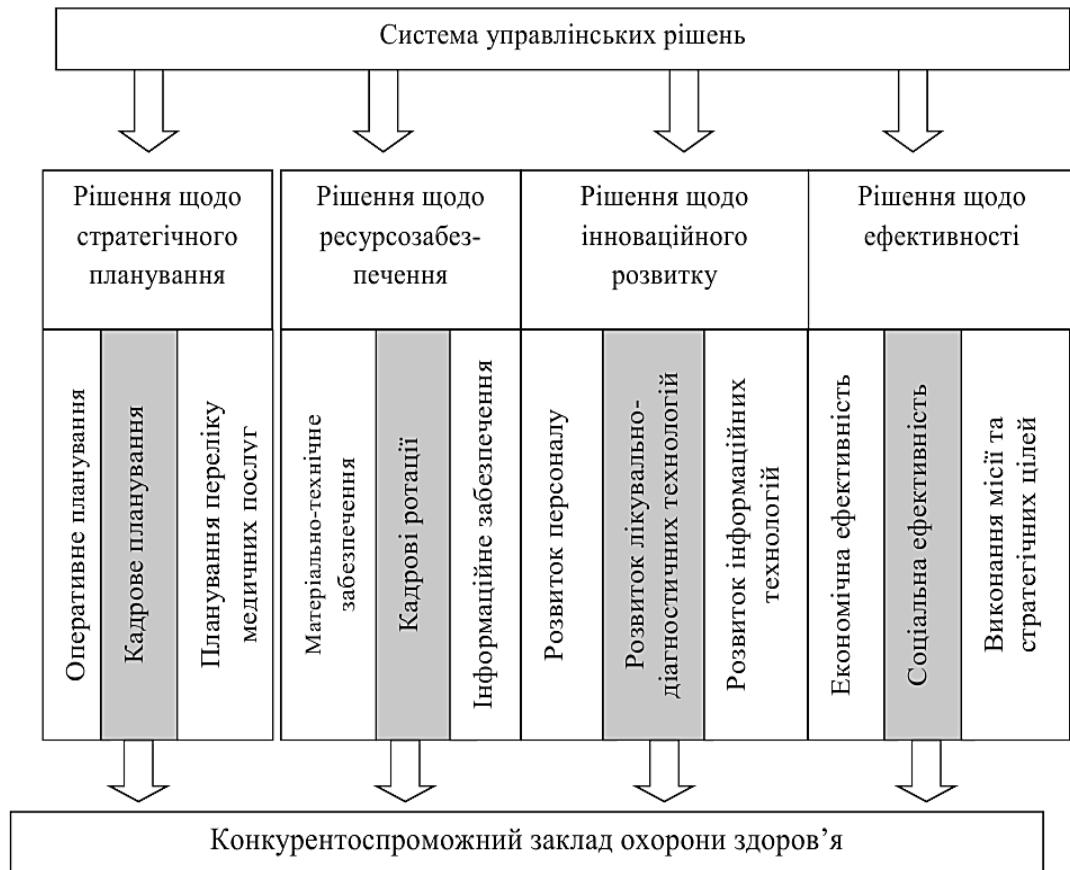 Система управлінських рішень
Рішення щодо
стратегічного
планування
Рішення щодо
ресурсозабез-
печення
Рішення щодо
інноваційного
розвитку
Рішення щодо
ефективності
Оперативне планування
Кадрове планування
Планування переліку
медичних послуг
Матеріально-технічне
забезпечення
Кадрові ротації
Інформаційне забезпечення
Розвиток персоналу
Розвиток лікувально-
діагностичних технологій
Розвиток інформаційних
технологій
Економічна ефективність
Соціальна ефективність
Виконання місії та
стратегічних цілей
Конкурентоспроможний заклад охорони здоров’я